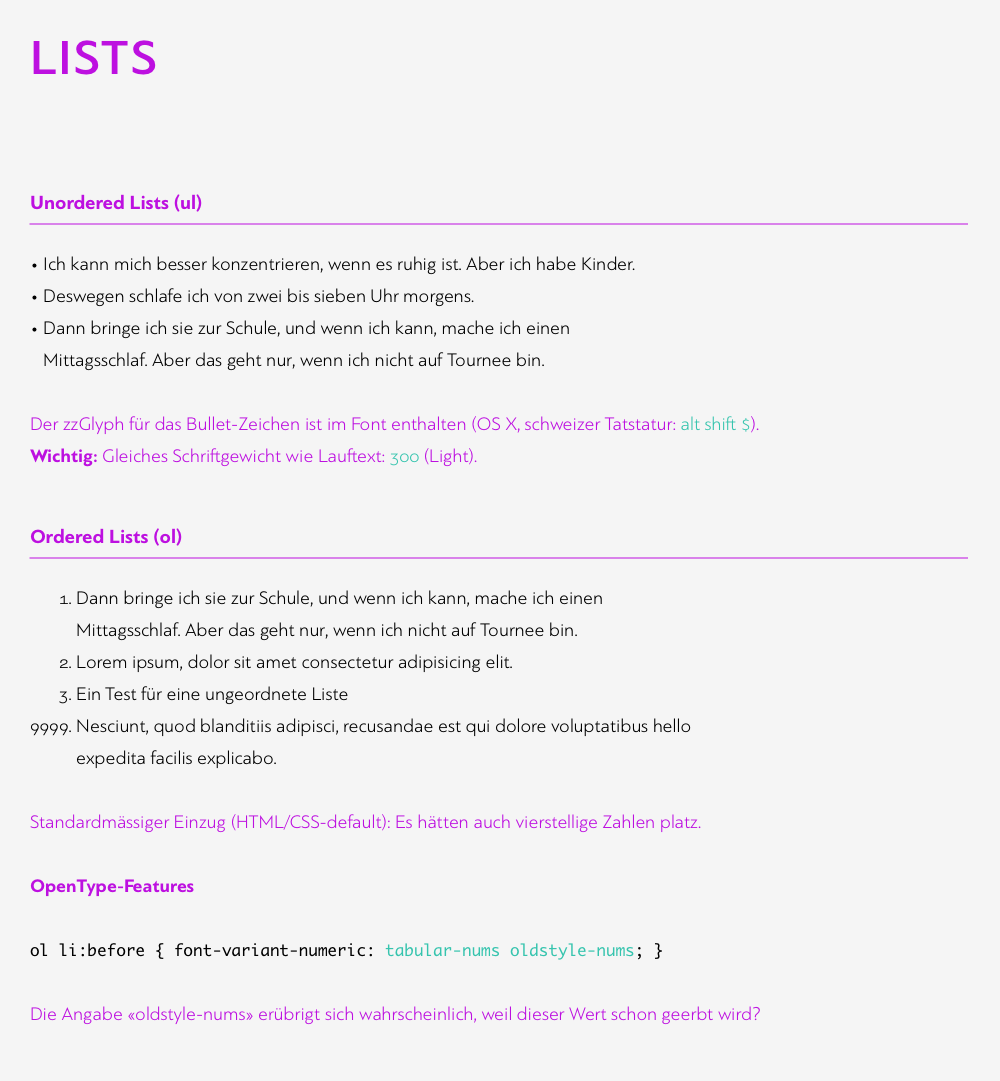 LISTS
Unordered Lists (ul)
• Ich kann mich besser konzentrieren, wenn es ruhig ist. Aber ich habe Kinder.
• Deswegen schlafe ich von zwei bis sieben Uhr morgens.
• Dann bringe ich sie zur Schule, und wenn ich kann, mache ich einen
Mittagsschlaf. Aber das geht nur, wenn ich nicht auf Tournee bin.
Der zzGlyph für das Bullet-Zeichen ist im Font enthalten (OS X, schweizer Tatstatur: alt shift $).
Wichtig: Gleiches Schriftgewicht wie Lauftext: 300 (Light).
Ordered Lists (ol)
1. Dann bringe ich sie zur Schule, und wenn ich kann, mache ich einen
Mittagsschlaf. Aber das geht nur, wenn ich nicht auf Tournee bin.
2. Lorem ipsum, dolor sit amet consectetur adipisicing elit.
3. Ein Test für eine ungeordnete Liste
9999. Nesciunt, quod blanditiis adipisci, recusandae est qui dolore voluptatibus hello
expedita facilis explicabo.
Standardmässiger Einzug (HTML/CSS-default): Es hätten auch vierstellige Zahlen platz.
OpenType-Features
ol li:before { font-variant-numeric: tabular-nums oldstyle-nums; }
Die Angabe «oldstyle-nums» erübrigt sich wahrscheinlich, weil dieser Wert schon geerbt wird?